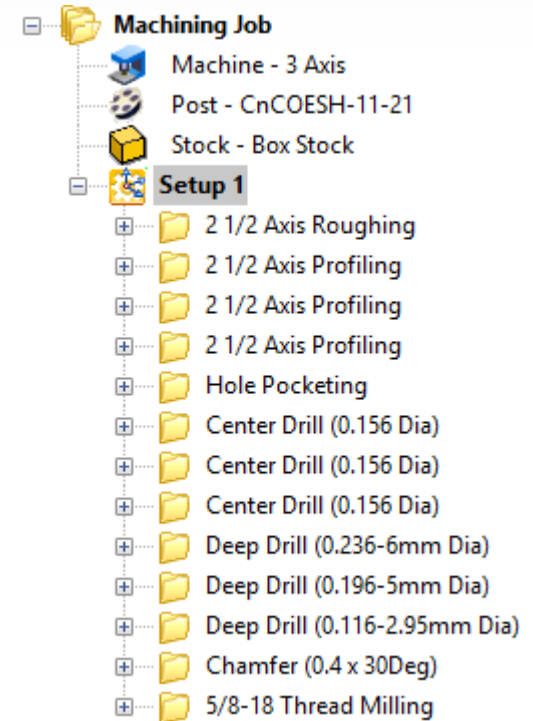 Machining Job
Machine - 3 Axis
Post - CnCOESH-11-21
Stock - Box Stock
Setup 1
2 1/2 Axis Roughing
2 1/2 Axis Profiling
2 1/2 Axis Profiling
2 1/2 Axis Profiling
Hole Pocketing
Center Drill (0.156 Dia)
Center Drill (0.156 Dia)
Center Drill (0.156 Dia)
Deep Drill (0.236-6mm Dia)
Deep Drill (0.196-5mm Dia)
Deep Drill (0.116-2.95mm Dia)
Chamfer (0.4 x 30Deg)
5/8-18 Thread Milling